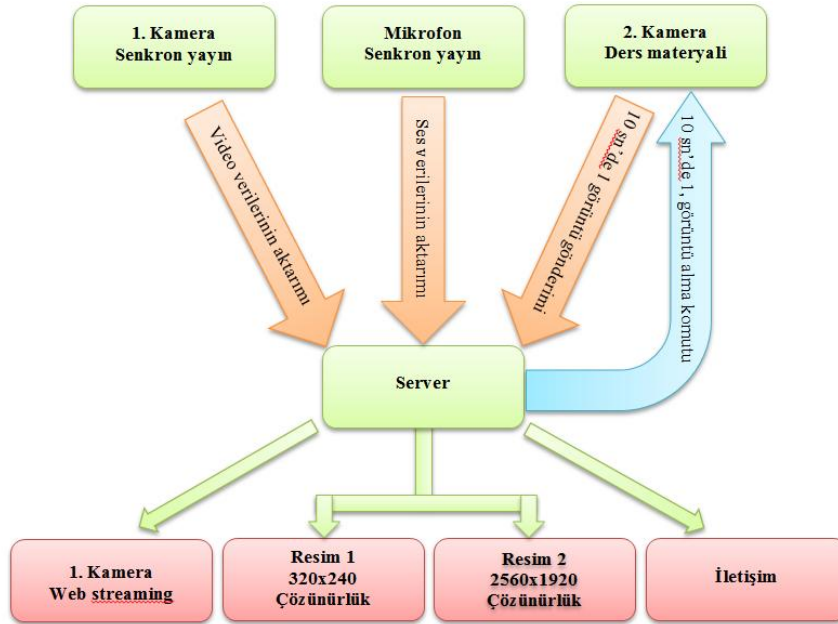 1. Kamera
Senkron yayın
Mikrofon
Senkron yayın
2. Kamera
Ders materyali
Video verilerinin aktarımı
Ses verilerinin aktarımı
10 sn’de 1 görüntü gönderimi
10 sn’de 1, görüntü alma komutu
Server
1. Kamera
Web streaming
Resim 1
320x240
Çözünürlük
Resim 2
2560x1920
Çözünürlük
İletişim